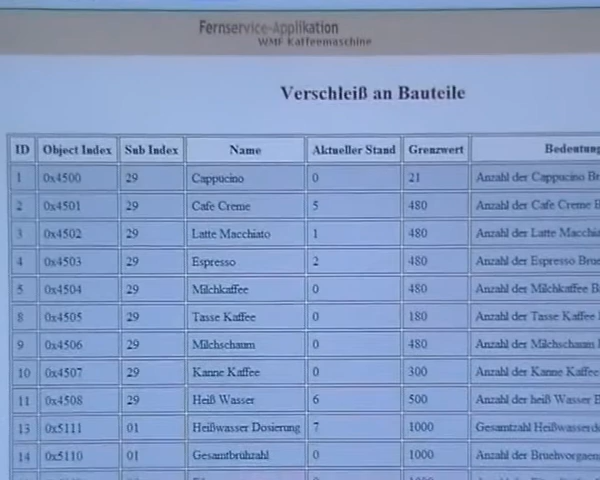 Fernservice-Applikation
WMF Kaffeemaschine
Verschleiß an Bauteile
ID Object Index Sub Index Name Aktueller Stand Grenzwert Bedeutung
1 0x4500 29 Cappucino 0 21 Anzahl der Cappucino Br
2 0x4501 29 Cafe Creme 5 480 Anzahl der Cafe Creme B
3 0x4502 29 Latte Macchiato 1 480 Anzahl der Latte Macchia
4 0x4503 29 Espresso 2 480 Anzahl der Espresso Brue
5 0x4504 29 Milchkaffee 0 480 Anzahl der Milchkaffee B
8 0x4505 29 Tasse Kaffee 0 180 Anzahl der Tasse Kaffee
9 0x4506 29 Milchschaum 0 480 Anzahl der Milchschaum
10 0x4507 29 Kanne Kaffee 0 300 Anzahl der Kanne Kaffee
11 0x4508 29 Heiß Wasser 6 500 Anzahl der heiß Wasser B
13 0x5111 01 Heißwasser Dosierung 7 1000 Gesamtzahl Heißwasserdo
14 0x5110 01 Gesamtbrühzahl 0 1000 Anzahl der Bruehvorgaen